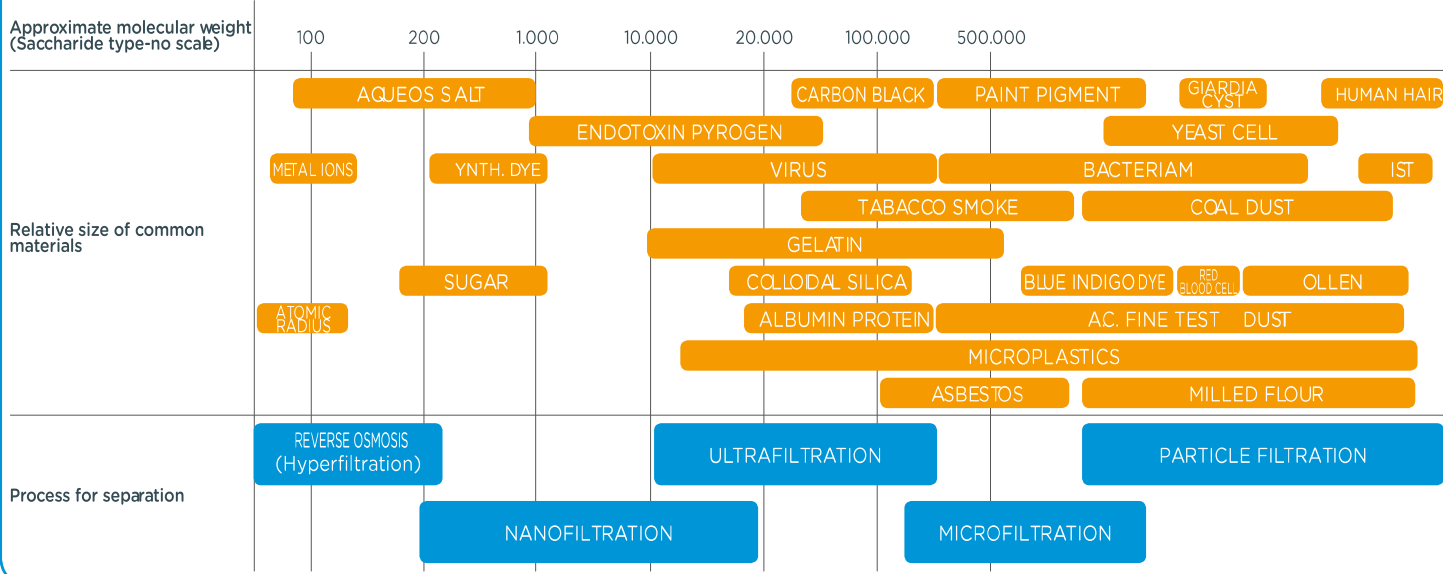 Approximate molecular weight
(Saccharide type-no scale)
100 200 1.000 10.000 20.000 100.000 500.000
AQUEOS SALT
CARBON BLACK
PAINT PIGMENT
GIARDIA
CYST
HUMAN HAIR
ENDOTOXIN PYROGEN
YEAST CELL
METAL IONS
YNTH. DYE
VIRUS
BACTERIAM
IST
TABACCO SMOKE
COAL DUST
Relative size of common
materials
GELATIN
SUGAR
COLLOIDAL SILICA
BLUE INDIGO DYE
RED
BLOOD CELL
OLLEN
ATOMIC
RADIUS
ALBUMIN PROTEIN
A.C. FINE TEST DUST
MICROPLASTICS
ASBESTOS
MILLED FLOUR
Process for separation
REVERSE OSMOSIS
(Hyperfiltration)
ULTRAFILTRATION
PARTICLE FILTRATION
NANOFILTRATION
MICROFILTRATION